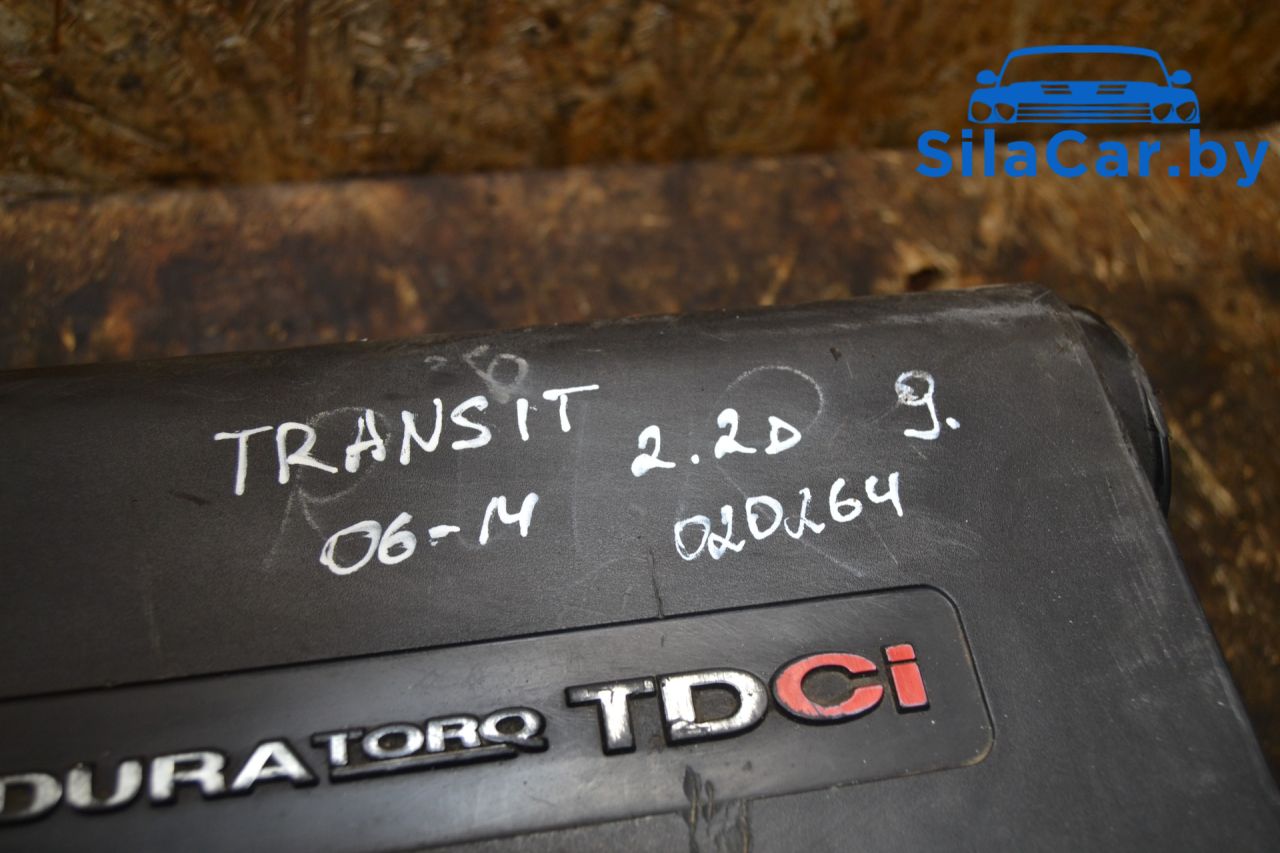 SilaCar.by
TRANSIT 2.2D 9.
06-14 020264
DURATORQ TDCi